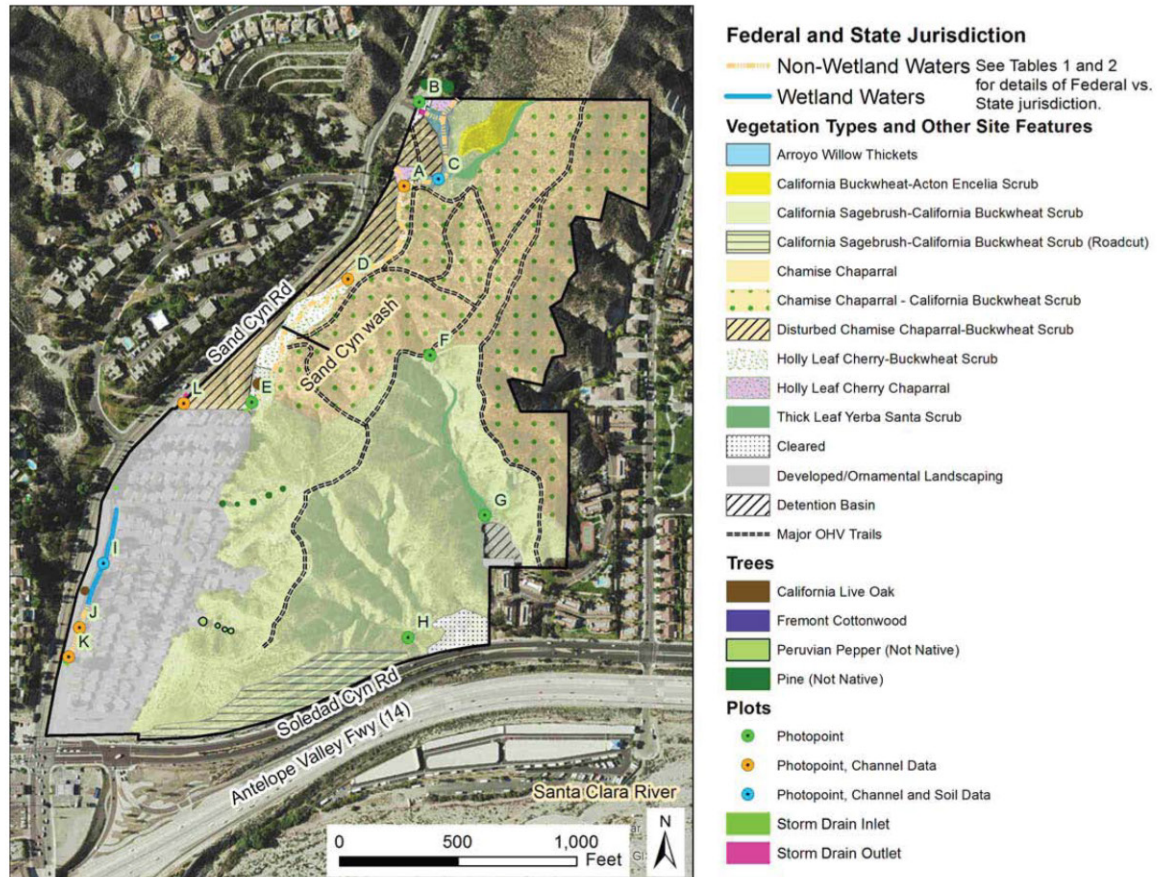 B
A
C
D
Sand Cyn Rd
Sand Cyn wash
F
L
E
G
I
J
K
H
Soledad Cyn Rd
Antelope Valley Fwy (14)
Santa Clara River
0 500 1,000
Feet
N
Federal and State Jurisdiction
Non-Wetland Waters See Tables 1 and 2
Wetland Waters for details of Federal vs.
State jurisdiction.
Vegetation Types and Other Site Features
Arroyo Willow Thickets
California Buckwheat-Acton Encelia Scrub
California Sagebrush-California Buckwheat Scrub
California Sagebrush-California Buckwheat Scrub (Roadcut)
Chamise Chaparral
Chamise Chaparral - California Buckwheat Scrub
Disturbed Chamise Chaparral-Buckwheat Scrub
Holly Leaf Cherry-Buckwheat Scrub
Holly Leaf Cherry Chaparral
Thick Leaf Yerba Santa Scrub
Cleared
Developed/Ornamental Landscaping
Detention Basin
Major OHV Trails
Trees
California Live Oak
Fremont Cottonwood
Peruvian Pepper (Not Native)
Pine (Not Native)
Plots
Photopoint
Photopoint, Channel Data
Photopoint, Channel and Soil Data
Storm Drain Inlet
Storm Drain Outlet